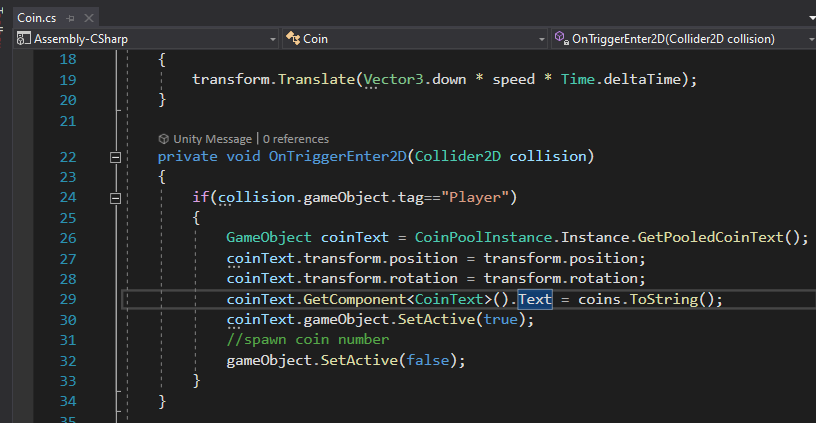 Coin.cs
Assembly-CSharp Coin OnTriggerEnter2D(Collider2D collision)
18 {
19 transform.Translate(Vector3.down * speed * Time.deltaTime);
20 }
21
Unity Message | 0 references
22 private void OnTriggerEnter2D(Collider2D collision)
23 {
24 if(collision.gameObject.tag=="Player")
25 {
26 GameObject coinText = CoinPoolInstance.Instance.GetPooledCoinText();
27 coinText.transform.position = transform.position;
28 coinText.transform.rotation = transform.rotation;
29 coinText.GetComponent<CoinText>().Text = coins.ToString();
30 coinText.gameObject.SetActive(true);
31 //spawn coin number
32 gameObject.SetActive(false);
33 }
34 }
35